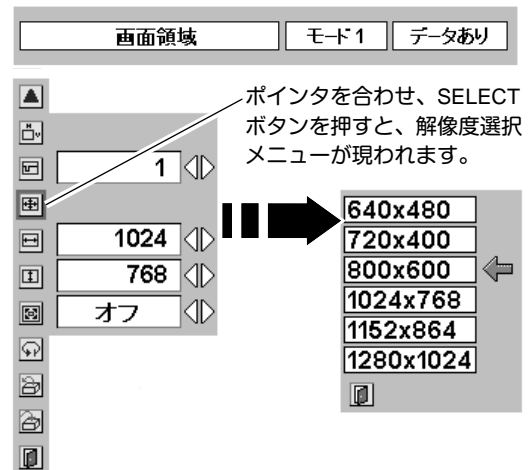 画面領域 モード1 データあり
ポインタを合わせ、SELECT
ボタンを押すと、解像度選択
メニューが現われます。
H
V
1
1024
768
オフ
640x480
720x400
800x600
1024x768
1152x864
1280x1024